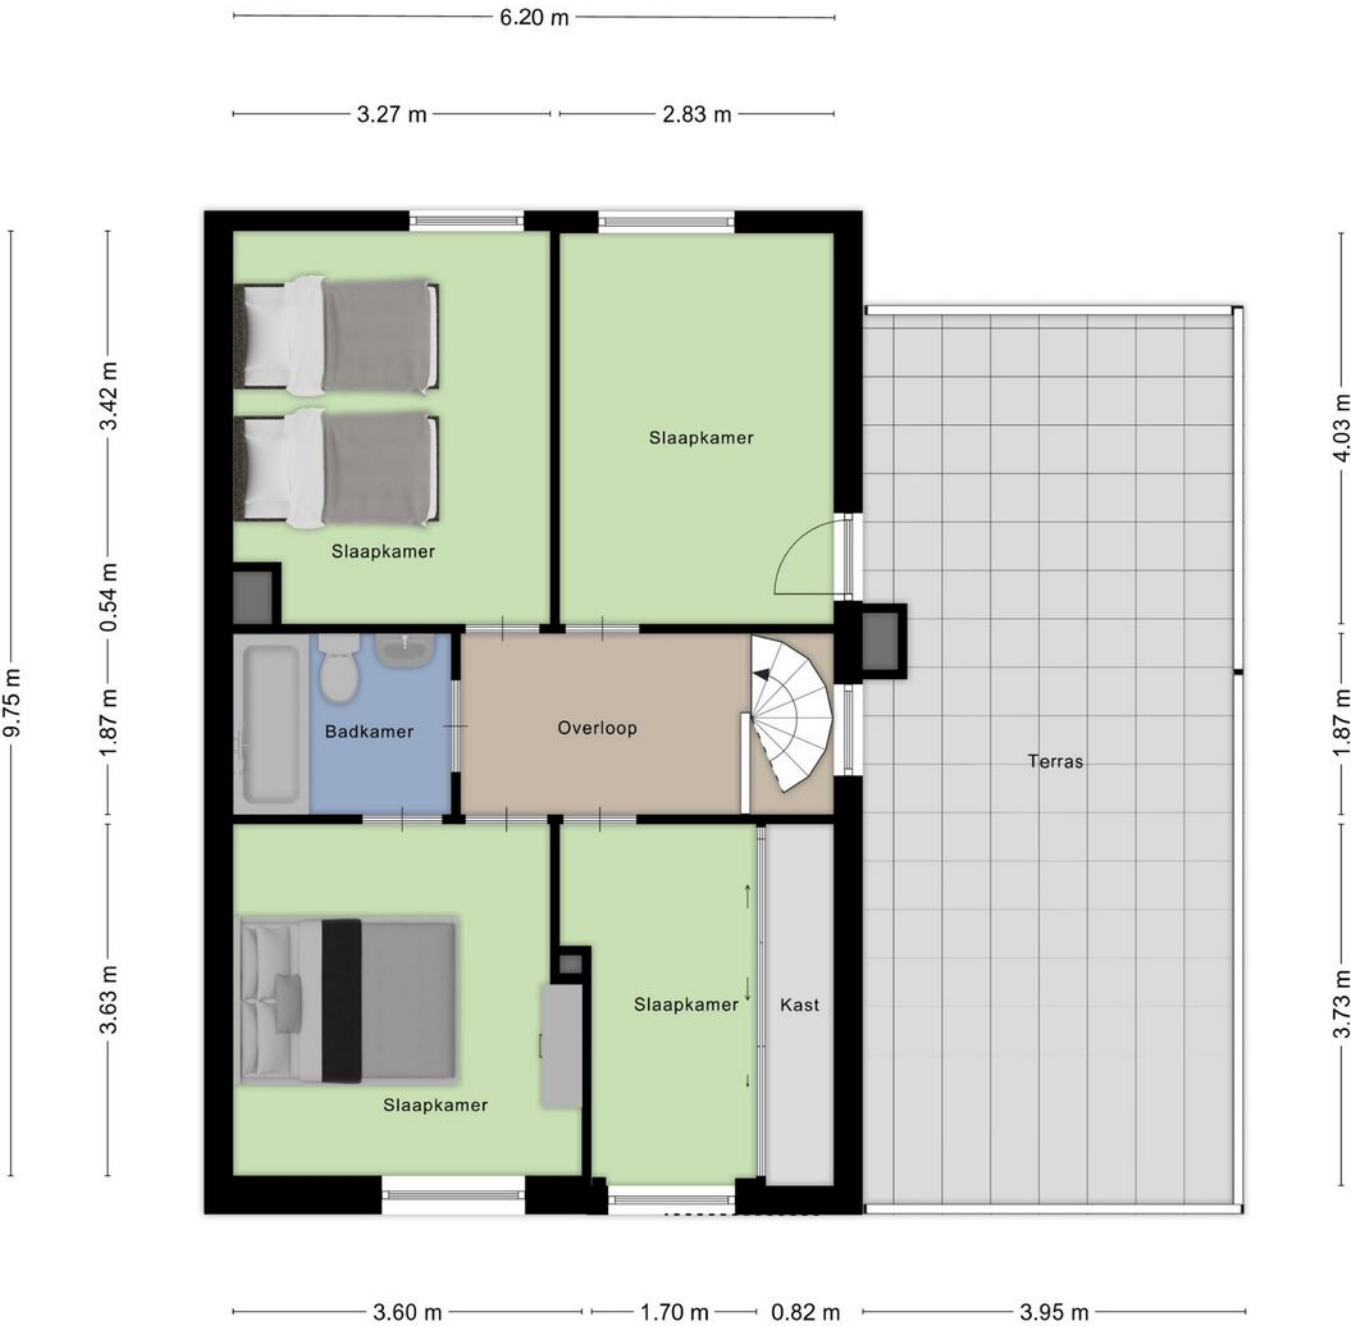 6.20 m
3.27 m
2.83 m
9.75 m
3.42 m
0.54 m
1.87 m
3.63 m
4.03 m
1.87 m
3.73 m
Slaapkamer
Slaapkamer
Badkamer
Overloop
Terras
Slaapkamer
Kast
Slaapkamer
3.60 m
1.70 m
0.82 m
3.95 m